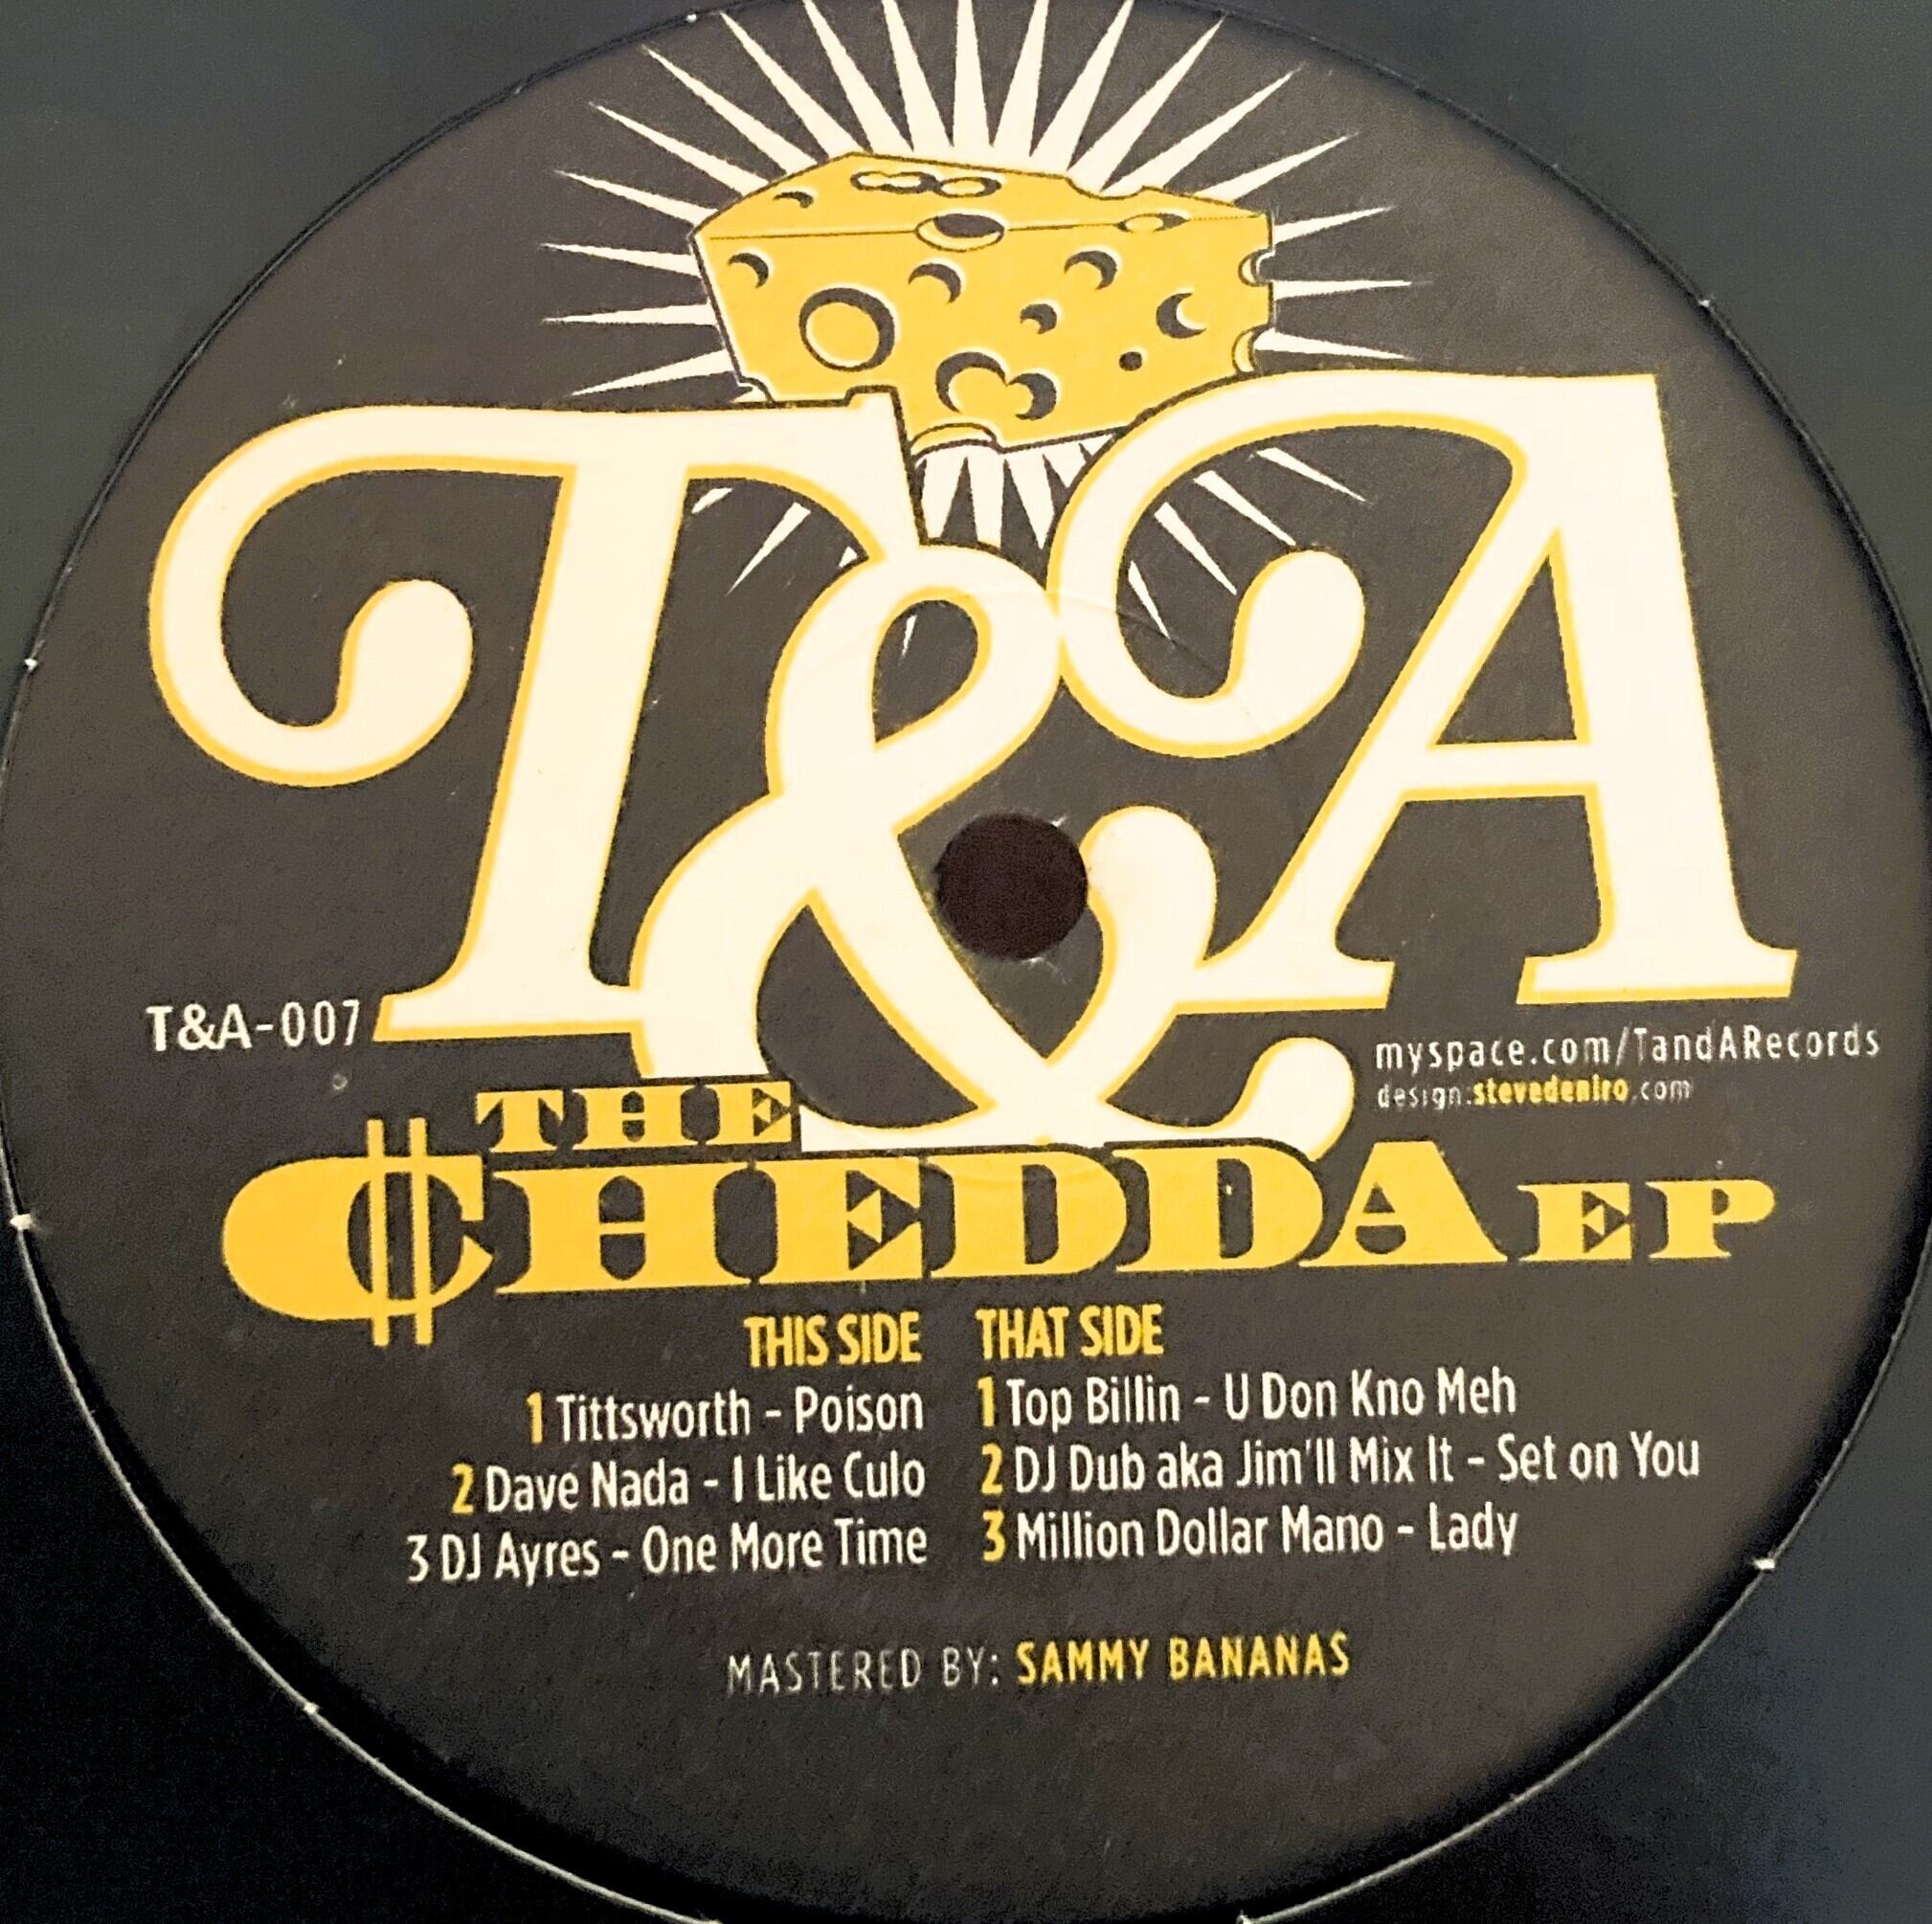 T&A
T&A-007
myspace.com/TandARecords
design:stevedeniro.com
THE
CHEDDA EP
THIS SIDE
1 Tittsworth - Poison
2 Dave Nada - I Like Culo
3 DJ Ayres - One More Time
THAT SIDE
1 Top Billin - U Don Kno Meh
2 DJ Dub aka Jim'll Mix It - Set on You
3 Million Dollar Mano - Lady
MASTERED BY: SAMMY BANANAS